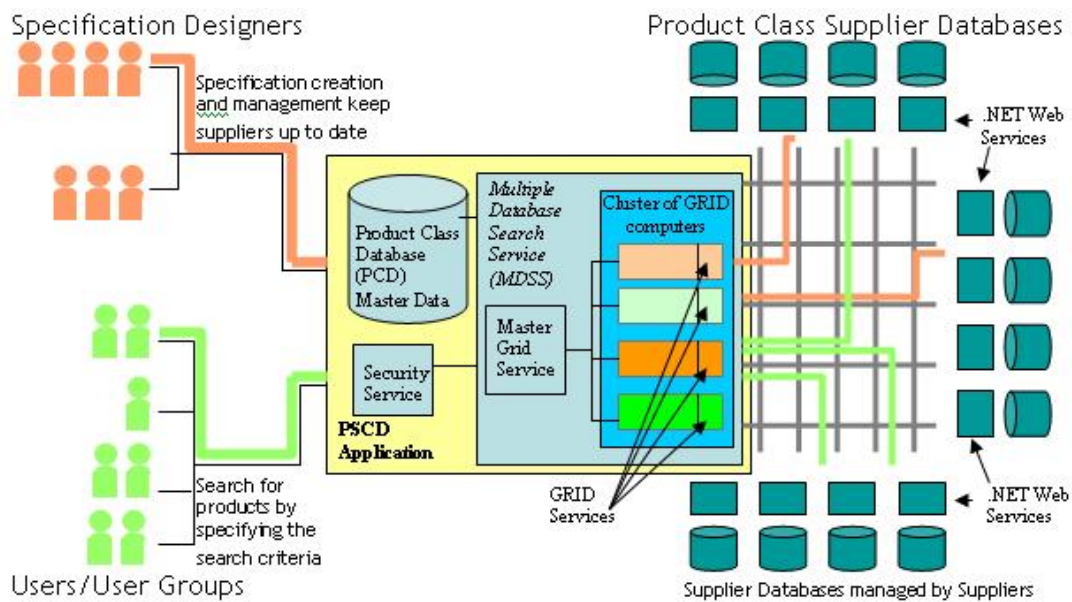 Specification Designers
Product Class Supplier Databases
Specification creation
and management keep
suppliers up to date
.NET Web
Services
Multiple
Database
Search
Service
(MDSS)
Cluster of GRID
computers
Product Class
Database
(PCD)
Master Data
Master
Grid
Service
Security
Service
PSCD
Application
Search for
products by
specifying the
search criteria
GRID
Services
.NET Web
Services
Users/User Groups
Supplier Databases managed by Suppliers